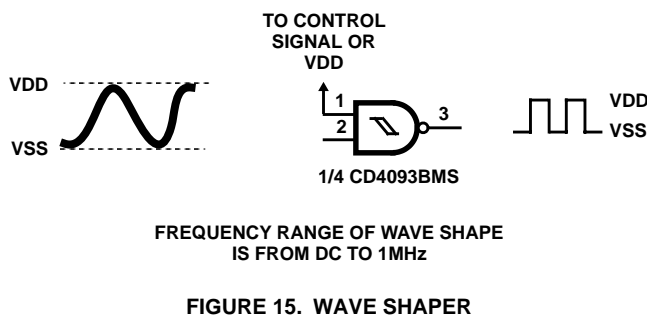 TO CONTROL
SIGNAL OR
VDD
VDD
VSS
1
2
3
VDD
VSS
1/4 CD4093BMS
FREQUENCY RANGE OF WAVE SHAPE
IS FROM DC TO 1MHz
FIGURE 15. WAVE SHAPER